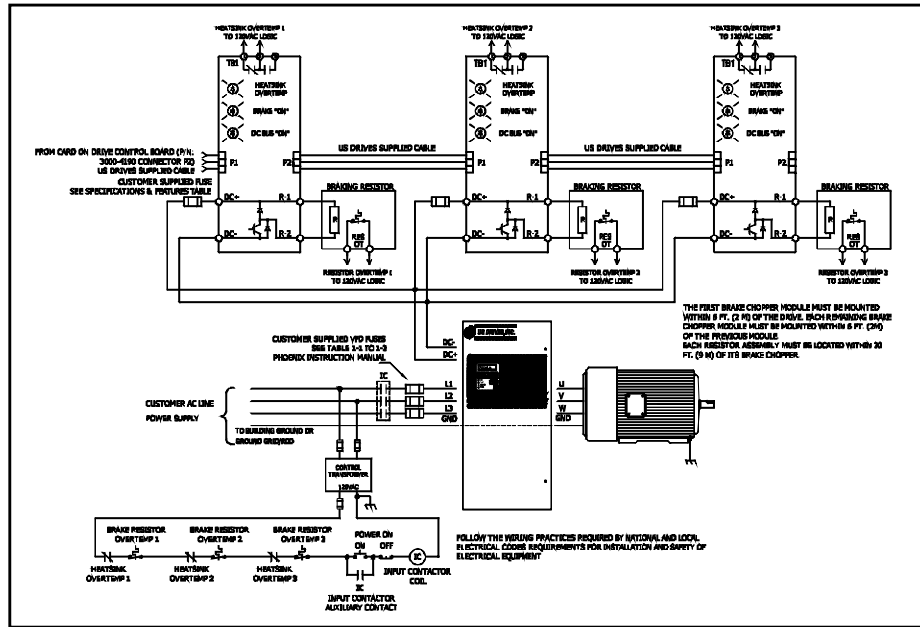 HEATSINK OVERTEMP 1
TO 120VAC LOGIC
HEATSINK OVERTEMP 2
TO 120VAC LOGIC
HEATSINK OVERTEMP 3
TO 120VAC LOGIC
TB1
HEATSINK
OVERTEMP
BRAKE "ON"
DC BUS "ON"
TB1
HEATSINK
OVERTEMP
BRAKE "ON"
DC BUS "ON"
TB1
HEATSINK
OVERTEMP
BRAKE "ON"
DC BUS "ON"
FROM CARD ON DRIVE CONTROL BOARD (P/N:
3000-4190 CONNECTOR P2)
US DRIVES SUPPLIED CABLE
P1
P2
US DRIVES SUPPLIED CABLE
P1
P2
US DRIVES SUPPLIED CABLE
P1
P2
CUSTOMER SUPPLIED FUSE
SEE SPECIFICATIONS & FEATURES TABLE
DC+
R-1
DC-
R-2
BRAKING RESISTOR
R
RES
OT
RESISTOR OVERTEMP 1
TO 120VAC LOGIC
DC+
R-1
DC-
R-2
BRAKING RESISTOR
R
RES
OT
RESISTOR OVERTEMP 2
TO 120VAC LOGIC
DC+
R-1
DC-
R-2
BRAKING RESISTOR
R
RES
OT
RESISTOR OVERTEMP 3
TO 120VAC LOGIC
THE FIRST BRAKE CHOPPER MODULE MUST BE MOUNTED
WITHIN 6 FT. (2 M) OF THE DRIVE. EACH REMAINING BRAKE
CHOPPER MODULE MUST BE MOUNTED WITHIN 6 FT. (2M)
OF THE PREVIOUS MODULE
EACH RESISTOR ASSEMBLY MUST BE LOCATED WITHIN 30
FT. (9 M) OF ITS BRAKE CHOPPER.
DC-
DC+
US DRIVES, INC.
CUSTOMER SUPPLIED VFD FUSES
SEE TABLE 1-1 TO 1-3
PHOENIX INSTRUCTION MANUAL
IC
L1
L2
L3
GND
U
V
W
GND
CUSTOMER AC LINE
POWER SUPPLY
TO BUILDING GROUND OR
GROUND GRID/ROD
CONTROL
TRANSFORMER
120VAC
BRAKE RESISTOR
OVERTEMP 1
BRAKE RESISTOR
OVERTEMP 2
BRAKE RESISTOR
OVERTEMP 3
POWER ON
ON OFF
HEATSINK
OVERTEMP 1
HEATSINK
OVERTEMP 2
HEATSINK
OVERTEMP 3
IC
INPUT CONTACTOR
COIL
IC
INPUT CONTACTOR
AUXILIARY CONTACT
FOLLOW THE WIRING PRACTICES REQUIRED BY NATIONAL AND LOCAL
ELECTRICAL CODES REQUIREMENTS FOR INSTALLATION AND SAFETY OF
ELECTRICAL EQUIPMENT